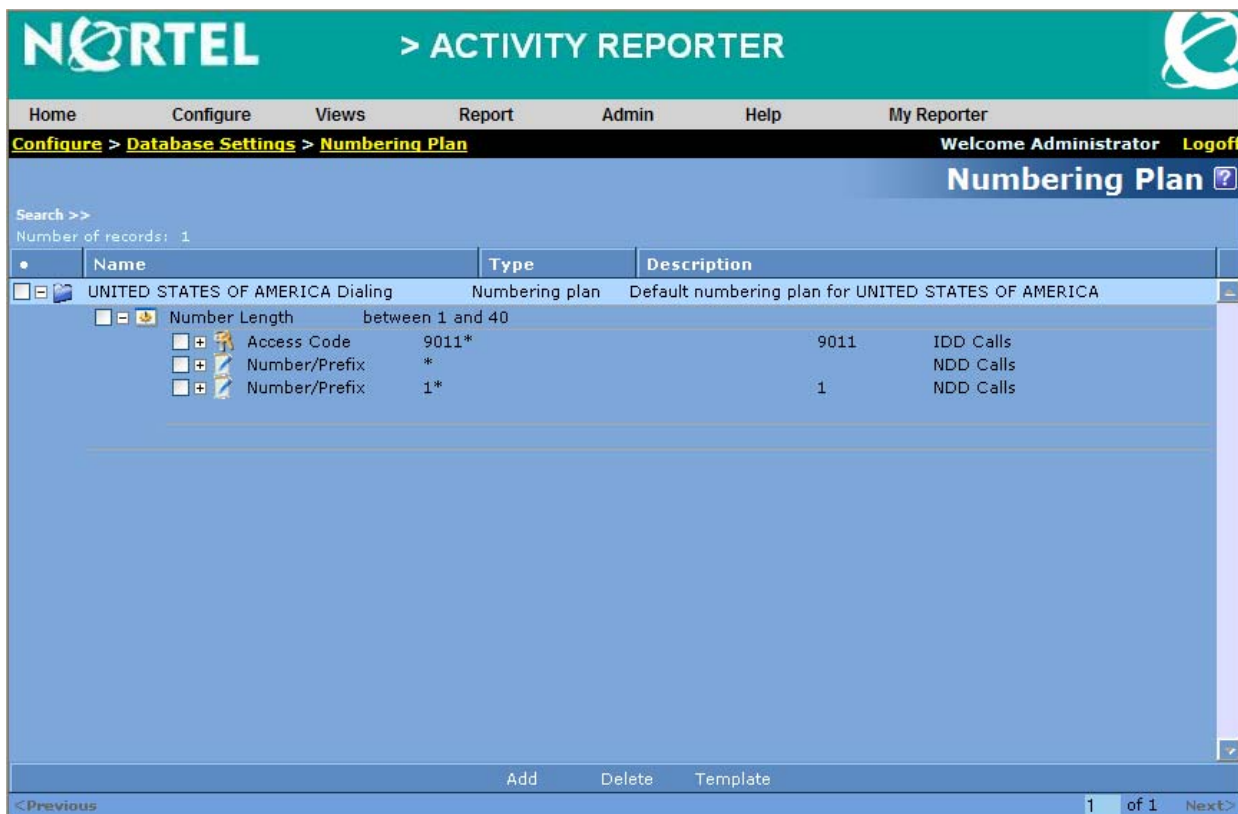 NORTEL > ACTIVITY REPORTER
Home Configure Views Report Admin Help My Reporter
Configure > Database Settings > Numbering Plan Welcome Administrator Logoff
Numbering Plan ?
Search >>
Number of records: 1
Name Type Description
UNITED STATES OF AMERICA Dialing Numbering plan Default numbering plan for UNITED STATES OF AMERICA
Number Length between 1 and 40
Access Code 9011* 9011 IDD Calls
Number/Prefix * NDD Calls
Number/Prefix 1* 1 NDD Calls
Add Delete Template
<Previous 1 of 1 Next>